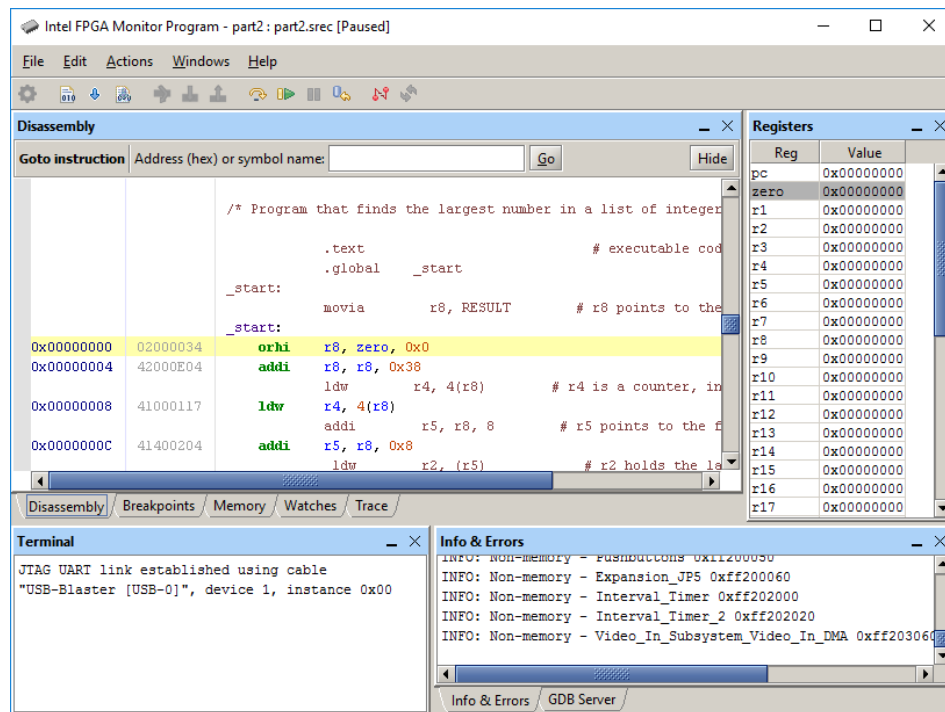 Intel FPGA Monitor Program - part2 : part2.srec [Paused]
File Edit Actions Windows Help
Disassembly
Goto instruction Address (hex) or symbol name: Go Hide
/* Program that finds the largest number in a list of integer
.text # executable cod
.global _start
_start:
movia r8, RESULT # r8 points to the
_start:
0x00000000 02000034 orhi r8, zero, 0x0
0x00000004 42000E04 addi r8, r8, 0x38
ldw r4, 4(r8) # r4 is a counter, in
0x00000008 41000117 ldw r4, 4(r8)
addi r5, r8, 8 # r5 points to the f
0x0000000C 41400204 addi r5, r8, 0x8
ldw r2, (r5) # r2 holds the la
Disassembly Breakpoints Memory Watches Trace
Registers
Reg Value
pc 0x00000000
zero 0x00000000
r1 0x00000000
r2 0x00000000
r3 0x00000000
r4 0x00000000
r5 0x00000000
r6 0x00000000
r7 0x00000000
r8 0x00000000
r9 0x00000000
r10 0x00000000
r11 0x00000000
r12 0x00000000
r13 0x00000000
r14 0x00000000
r15 0x00000000
r16 0x00000000
r17 0x00000000
Terminal
JTAG UART link established using cable
"USB-Blaster [USB-0]", device 1, instance 0x00
Info & Errors
INFO: Non-memory - Pushbuttons 0xff200050
INFO: Non-memory - Expansion_JP5 0xff200060
INFO: Non-memory - Interval_Timer 0xff202000
INFO: Non-memory - Interval_Timer_2 0xff202020
INFO: Non-memory - Video_In_Subsystem_Video_In_DMA 0xff203060
Info & Errors GDB Server